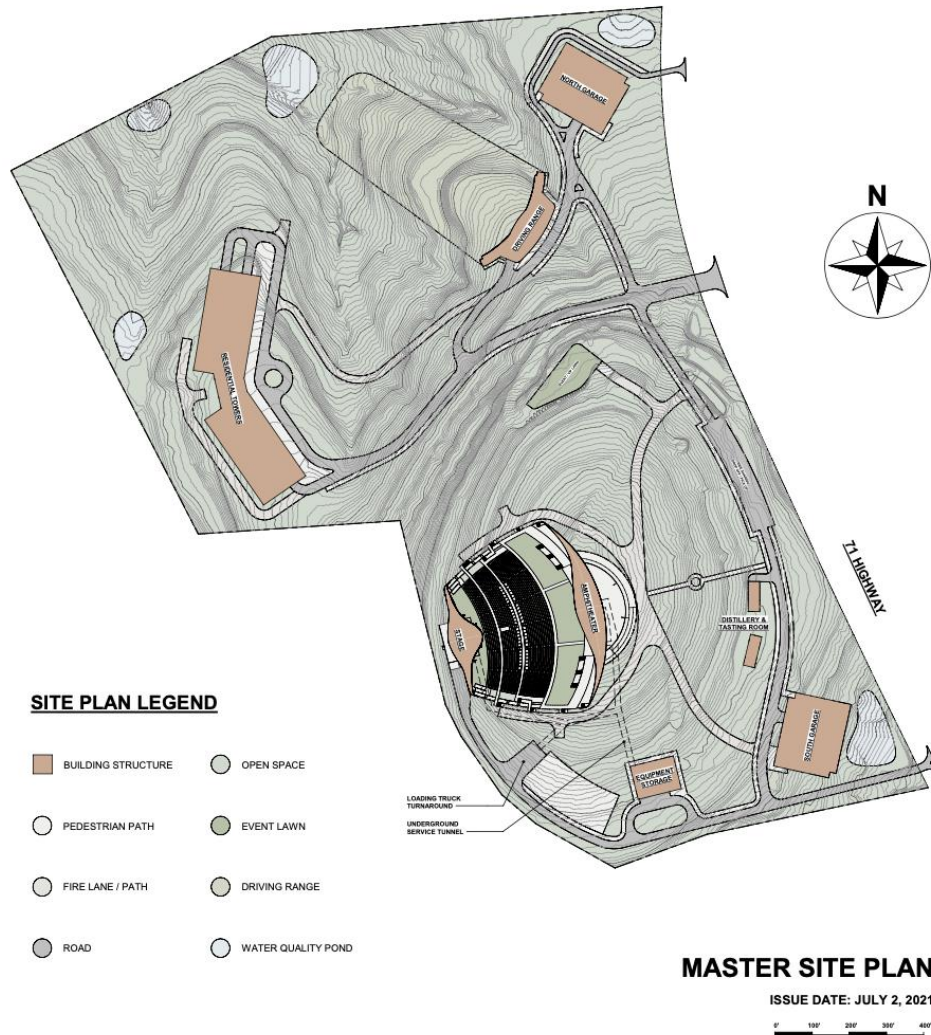 NORTH GARAGE
DRIVING RANGE
N
RESIDENTIAL TOWERS
71 HIGHWAY
AMPHITHEATER
STAGE
DISTILLERY &
TASTING ROOM
SOUTH GARAGE
EQUIPMENT
STORAGE
LOADING TRUCK
TURNAROUND
UNDERGROUND
SERVICE TUNNEL
SITE PLAN LEGEND
BUILDING STRUCTURE
OPEN SPACE
PEDESTRIAN PATH
EVENT LAWN
FIRE LANE / PATH
DRIVING RANGE
ROAD
WATER QUALITY POND
MASTER SITE PLAN
ISSUE DATE: JULY 2, 2021
0' 100' 200' 300' 400'